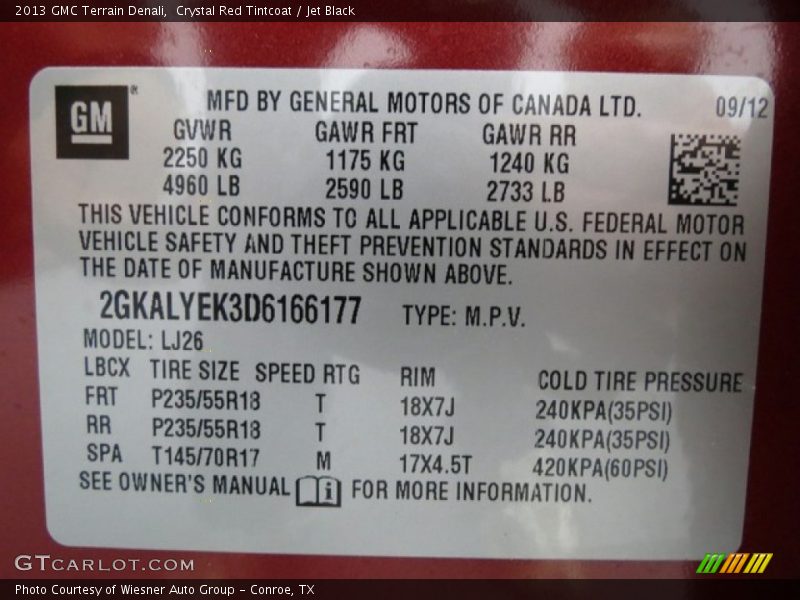 2013 GMC Terrain Denali, Crystal Red Tintcoat / Jet Black
GM®
MFD BY GENERAL MOTORS OF CANADA LTD. 09/12
GVWR GAWR FRT GAWR RR
2250 KG 1175 KG 1240 KG
4960 LB 2590 LB 2733 LB
THIS VEHICLE CONFORMS TO ALL APPLICABLE U.S. FEDERAL MOTOR
VEHICLE SAFETY AND THEFT PREVENTION STANDARDS IN EFFECT ON
THE DATE OF MANUFACTURE SHOWN ABOVE.
2GKALYEK3D6166177 TYPE: M.P.V.
MODEL: LJ26
LBCX TIRE SIZE SPEED RTG RIM COLD TIRE PRESSURE
FRT P235/55R18 T 18X7J 240KPA(35PSI)
RR P235/55R18 T 18X7J 240KPA(35PSI)
SPA T145/70R17 M 17X4.5T 420KPA(60PSI)
SEE OWNER'S MANUAL i FOR MORE INFORMATION.
GTCARLOT.COM
Photo Courtesy of Wiesner Auto Group - Conroe, TX